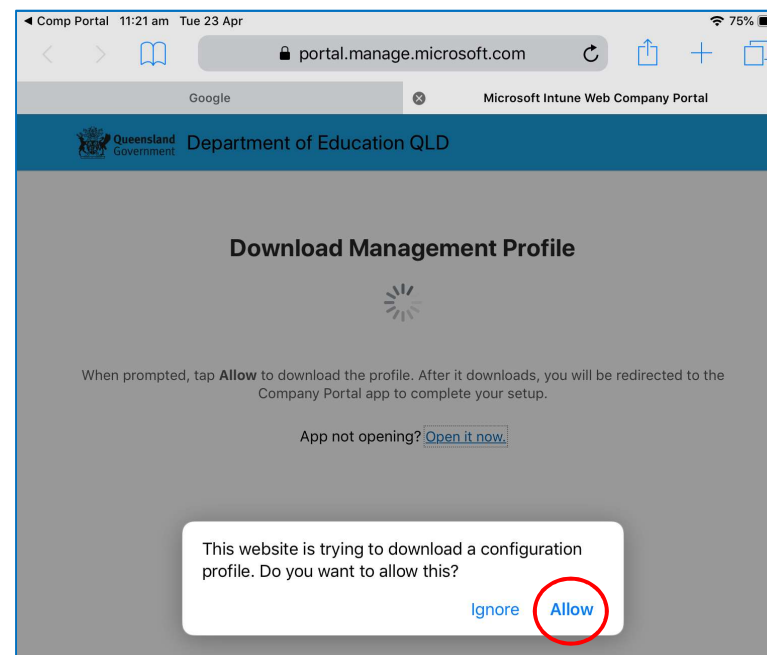 ◄ Comp Portal 11:21 am Tue 23 Apr 75%
portal.manage.microsoft.com
Google Microsoft Intune Web Company Portal
Queensland
Government
Department of Education QLD
Download Management Profile
When prompted, tap Allow to download the profile. After it downloads, you will be redirected to the
Company Portal app to complete your setup.
App not opening? Open it now.
This website is trying to download a configuration
profile. Do you want to allow this?
Ignore Allow